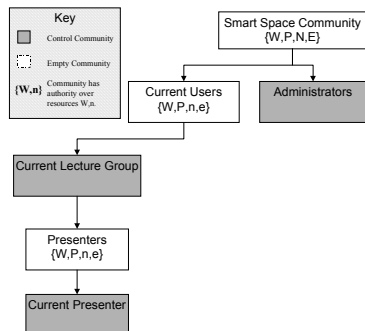 Key
Control Community
Empty Community
{W,n}
Community has
authority over
resources W,n.
Smart Space Community
{W,P,N,E}
Current Users
{W,P,n,e}
Administrators
Current Lecture Group
Presenters
{W,P,n,e}
Current Presenter